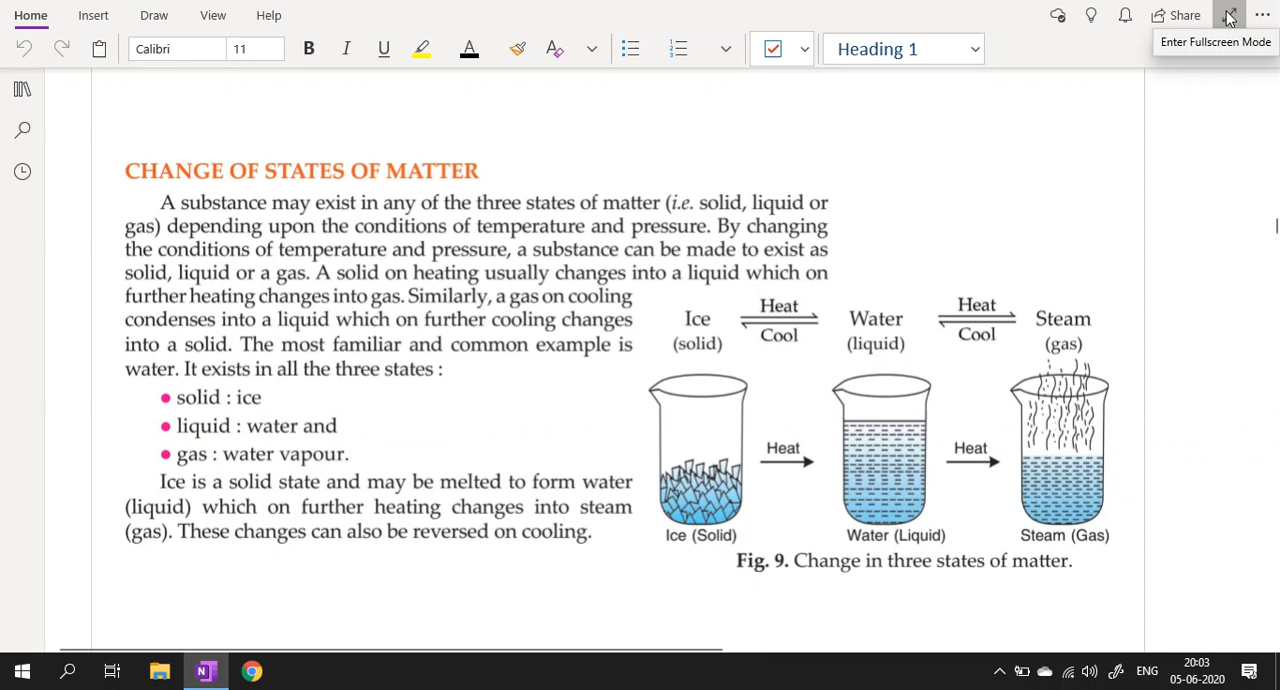 Home Insert Draw View Help
Share
Calibri 11 B I U A A Heading 1
Enter Fullscreen Mode
CHANGE OF STATES OF MATTER
A substance may exist in any of the three states of matter (i.e. solid, liquid or
gas) depending upon the conditions of temperature and pressure. By changing
the conditions of temperature and pressure, a substance can be made to exist as
solid, liquid or a gas. A solid on heating usually changes into a liquid which on
further heating changes into gas. Similarly, a gas on cooling
condenses into a liquid which on further cooling changes
into a solid. The most familiar and common example is
water. It exists in all the three states :
• solid : ice
• liquid : water and
• gas : water vapour.
Ice is a solid state and may be melted to form water
(liquid) which on further heating changes into steam
(gas). These changes can also be reversed on cooling.
Heat Heat
Ice Water Steam
Cool Cool
(solid) (liquid) (gas)
Heat Heat
Ice (Solid) Water (Liquid) Steam (Gas)
Fig. 9. Change in three states of matter.
N ENG
20:03
05-06-2020